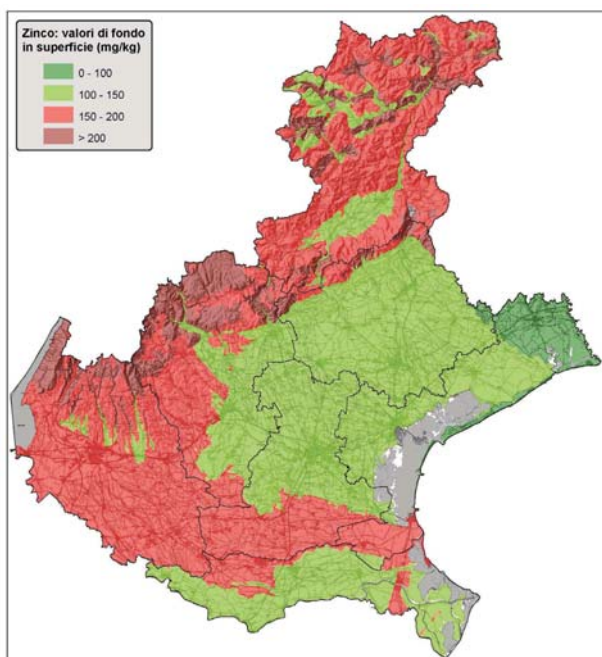 Zinco: valori di fondo
in superficie (mg/kg)
0 - 100
100 - 150
150 - 200
> 200